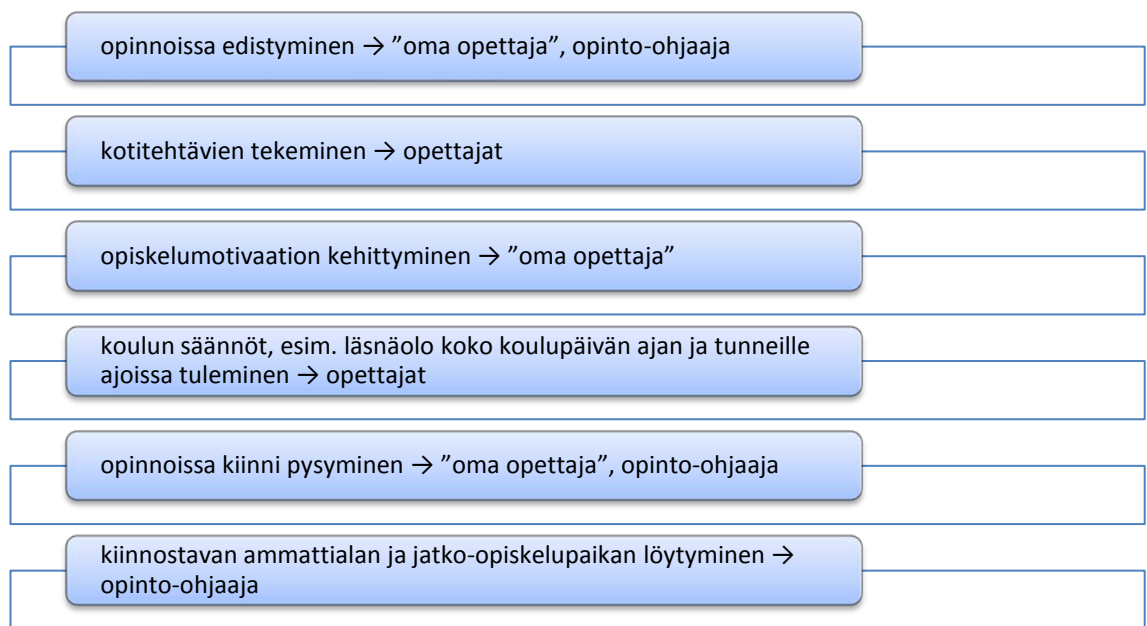 opinnoissa edistyminen → ”oma opettaja”, opinto-ohjaaja
kotitehtävien tekeminen → opettajat
opiskelumotivaation kehittyminen → ”oma opettaja”
koulun säännöt, esim. läsnäolo koko koulupäivän ajan ja tunneille
ajoissa tuleminen → opettajat
opinnoissa kiinni pysyminen → ”oma opettaja”, opinto-ohjaaja
kiinnostavan ammattialan ja jatko-opiskelupaikan löytyminen →
opinto-ohjaaja